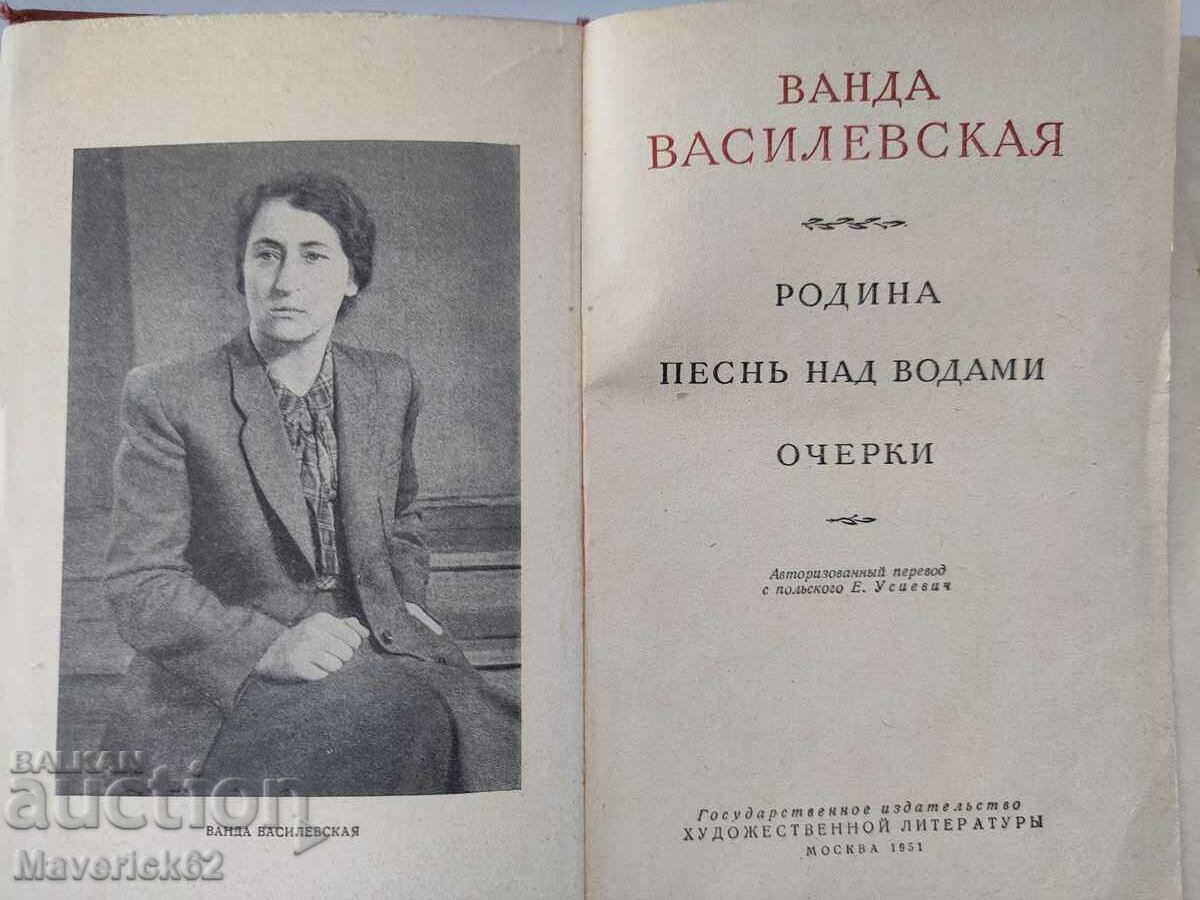 ВАНДА ВАСИЛЕВСКАЯ
BALKAN
auction
Maverick62
ВАНДА
ВАСИЛЕВСКАЯ
РОДИНА
ПЕСНЬ НАД ВОДАМИ
ОЧЕРКИ
Авторизованный перевод
с польского Е. Усиевич
Государственное издательство
ХУДОЖЕСТВЕННОЙ ЛИТЕРАТУРЫ
МОСКВА 1951